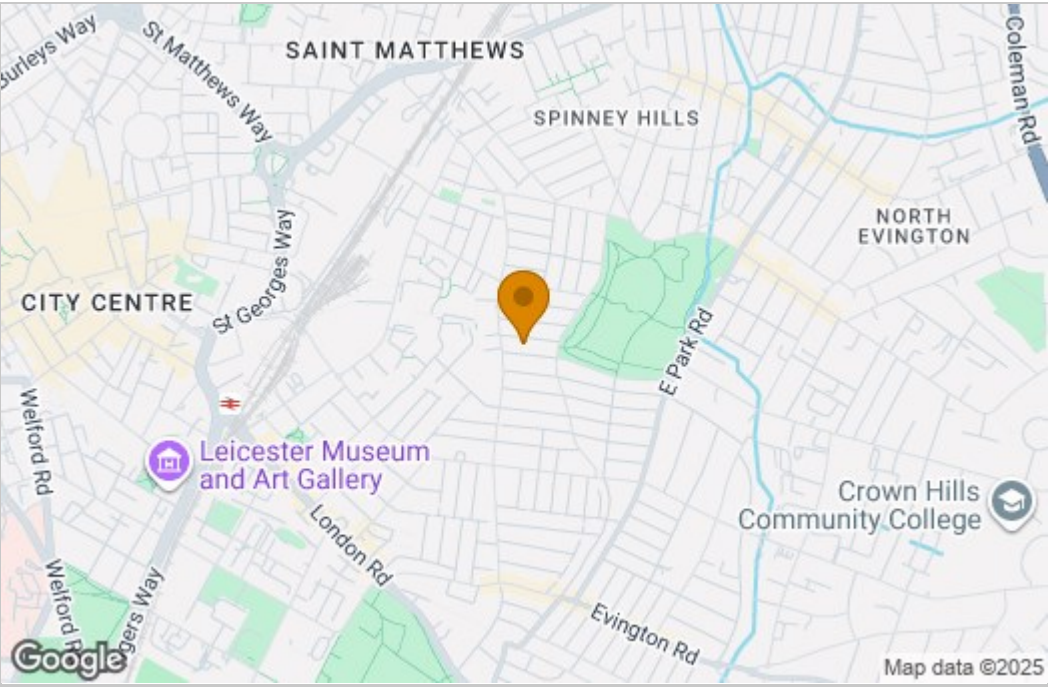 Burleys Way
St Matthews Way
SAINT MATTHEWS
Coleman Rd
SPINNEY HILLS
NORTH
EVINGTON
St Georges Way
CITY CENTRE
E Park Rd
Welford Rd
Leicester Museum
and Art Gallery
Crown Hills
Community College
London Rd
Welford R
gers Way
Evington Rd
Google
Map data ©2025